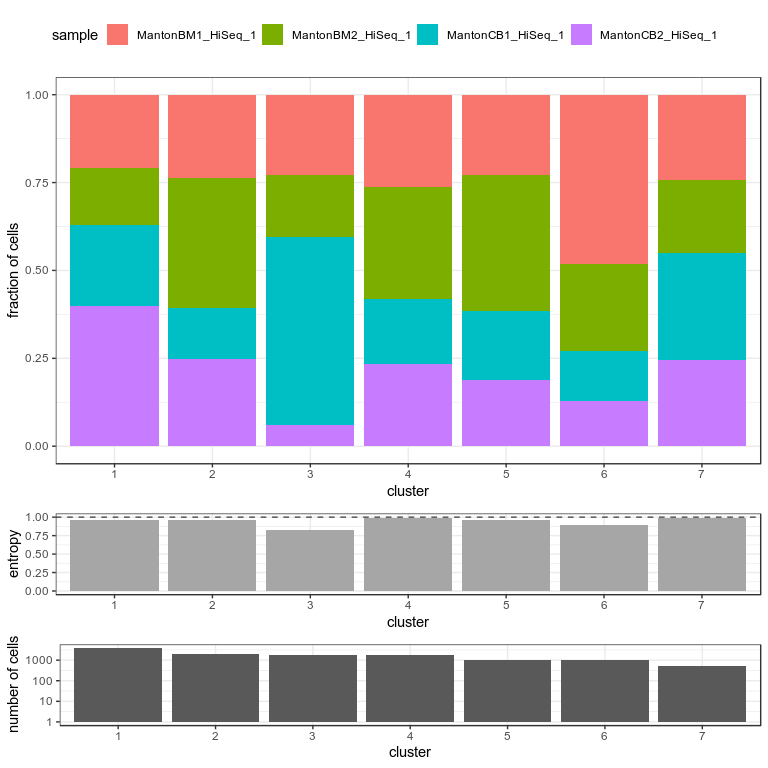 sample MantonBM1_HiSeq_1 MantonBM2_HiSeq_1 MantonCB1_HiSeq_1 MantonCB2_HiSeq_1
fraction of cells
1.00
0.75
0.50
0.25
0.00
1 2 3 4 5 6 7
cluster
entropy
1.00
0.75
0.50
0.25
0.00
1 2 3 4 5 6 7
cluster
number of cells
1000
100
10
1
1 2 3 4 5 6 7
cluster